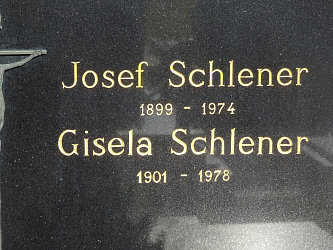 Josef Schlener
1899 - 1974
Gisela Schlener
1901 - 1978